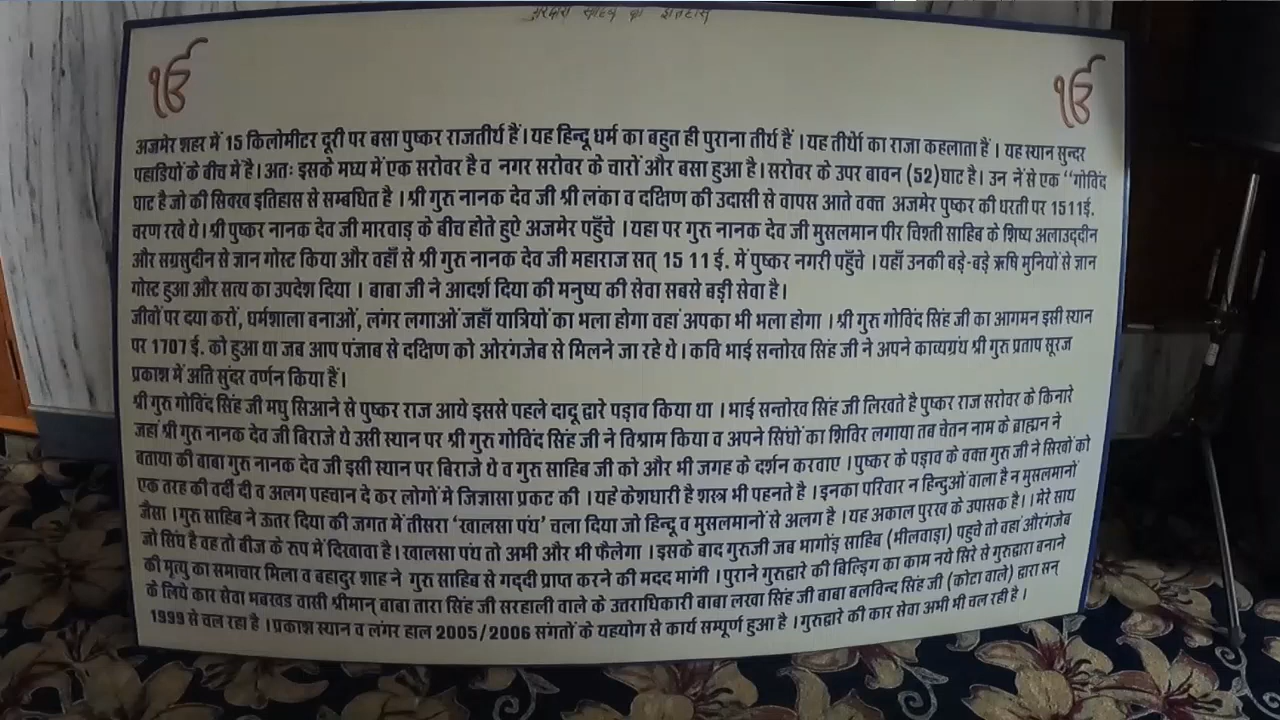 गुरुद्वारा साहिब का इतिहास
ੴ ੴ
अजमेर शहर में 15 किलोमीटर दूरी पर बसा पुष्कर राजतीर्थ हैं। यह हिन्दू धर्म का बहुत ही पुराना तीर्थ हैं । यह तीर्थो का राजा कहलाता हैं । यह स्थान सुन्दर
पहाडियों के बीच में है। अतः इसके मध्य में एक सरोवर है व नगर सरोवर के चारों और बसा हुआ है। सरोवर के उपर बावन (52)घाट है। उन नें से एक “गोविंद
घाट है जो की सिक्ख इतिहास से सम्बधित है । श्री गुरु नानक देव जी श्री लंका व दक्षिण की उदासी से वापस आते वक्त अजमेर पुष्कर की धरती पर 1511ई.
चरण रखे थे। श्री पुष्कर नानक देव जी मारवाड़ के बीच होते हुऐ अजमेर पहुँचे । यहा पर गुरु नानक देव जी मुसलमान पीर चिश्ती साहिब के शिष्य अलाउद्दीन
और सग्रसुदीन से ज्ञान गोस्ट किया और वहाँ से श्री गुरु नानक देव जी महाराज सत् 15 11 ई. में पुष्कर नगरी पहुँचे । यहाँ उनकी बड़े-बड़े ऋषि मुनियों से ज्ञान
गोस्ट हुआ और सत्य का उपदेश दिया । बाबा जी ने आदर्श दिया की मनुष्य की सेवा सबसे बड़ी सेवा है।
जीवों पर दया करों, धर्मशाला बनाओं, लंगर लगाओं जहाँ यात्रियों का भला होगा वहां अपका भी भला होगा । श्री गुरु गोविंद सिंह जी का आगमन इसी स्थान
पर 1707 ई. को हुआ था जब आप पंजाब से दक्षिण को ओरंगजेब से मिलने जा रहे थे। कवि भाई सन्तोख सिंह जी ने अपने काव्यग्रंथ श्री गुरु प्रताप सूरज
प्रकाश में अति सुंदर वर्णन किया हैं।
श्री गुरु गोविंद सिंह जी मघु सिआने से पुष्कर राज आये इससे पहले दादू द्वारे पड़ाव किया था । भाई सन्तोख सिंह जी लिखते है पुष्कर राज सरोवर के किनारे
जहां श्री गुरु नानक देव जी बिराजे थे उसी स्थान पर श्री गुरु गोविंद सिंह जी ने विश्राम किया व अपने सिंघों का शिविर लगाया तब चेतन नाम के ब्राह्मन ने
बताया की बाबा गुरु नानक देव जी इसी स्थान पर बिराजे थे व गुरु साहिब जी को और भी जगह के दर्शन करवाए । पुष्कर के पड़ाव के वक्त गुरु जी ने सिखों को
एक तरह की वर्दी दी व अलग पहचान दे कर लोगों मे जिज्ञासा प्रकट की । यहे केशधारी है शस्त्र भी पहनते है । इनका परिवार न हिन्दुओं वाला है न मुसलमानों
जैसा । गुरु साहिब ने ऊतर दिया की जगत में तीसरा ‘खालसा पंथ’ चला दिया जो हिन्दू व मुसलमानों से अलग है । यह अकाल पुरख के उपासक है। । मेरे साथ
जो सिंघ है वह तो बीज के रुप में दिखावा है। खालसा पंथ तो अभी और भी फैलेगा । इसके बाद गुरुजी जब भागोंड़ साहिब (भीलवाड़ा) पहुचे तो वहां औरंगजेब
की मृत्यु का समाचार मिला व बहादुर शाह ने गुरु साहिब से गद्दी प्राप्त करने की मदद मांगी । पुराने गुरुद्वारे की बिल्डिग का काम नये सिरे से गुरुद्वारा बनाने
के लिये कार सेवा मबखड वासी श्रीमान् बाबा तारा सिंह जी सरहाली वाले के उत्तराधिकारी बाबा लखा सिंह जी बाबा बलविन्द सिंह जी (कोटा वाले) द्वारा सन्
1999 से चल रहा है । प्रकाश स्थान व लंगर हाल 2005/2006 संगतों के यहयोग से कार्य सम्पूर्ण हुआ है । गुरुद्वारे की कार सेवा अभी भी चल रही है ।